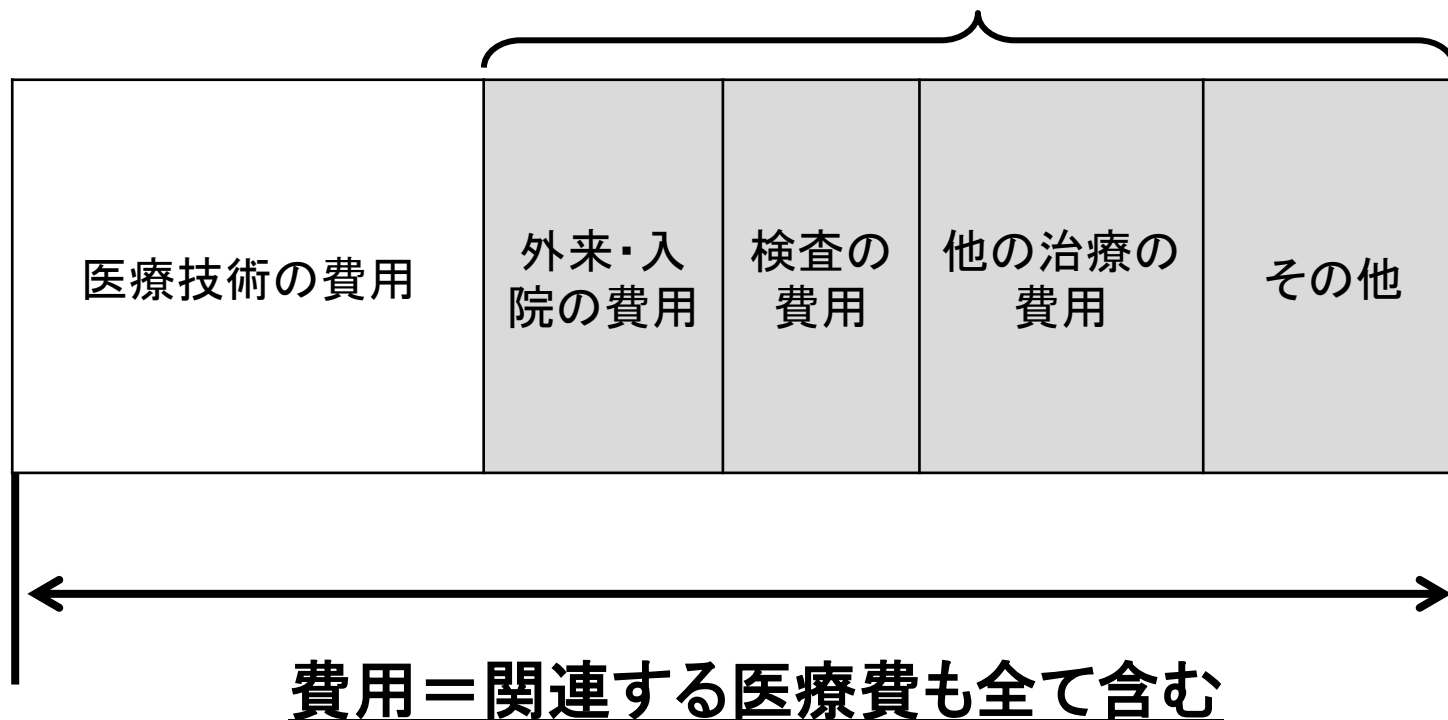 医療技術の費用
外来・入
院の費用
検査の
費用
他の治療の
費用
その他
費用＝関連する医療費も全て含む